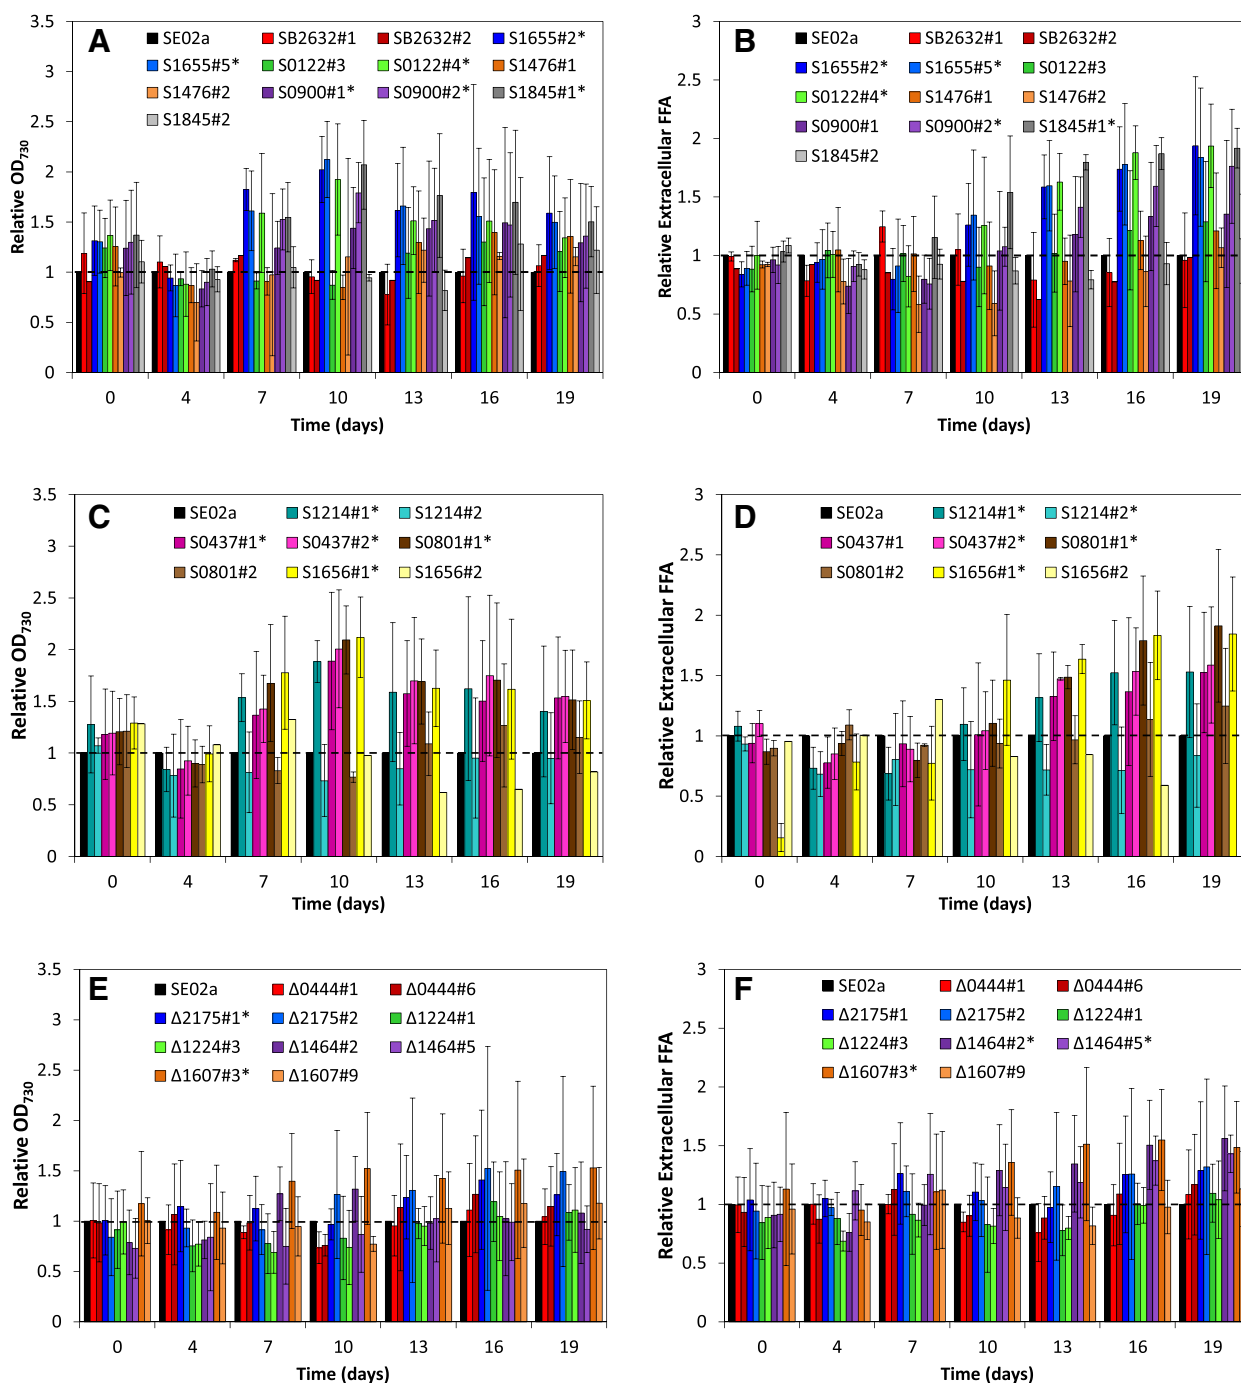 A
Relative OD730
3.5
3
2.5
2
1.5
1
0.5
0
SE02a SB2632#1 SB2632#2 S1655#2*
S1655#5* S0122#3 S0122#4* S1476#1
S1476#2 S0900#1* S0900#2* S1845#1*
S1845#2
0 4 7 10 13 16 19
Time (days)
B
Relative Extracellular FFA
3
2.5
2
1.5
1
0.5
0
SE02a SB2632#1 SB2632#2
S1655#2* S1655#5* S0122#3
S0122#4* S1476#1 S1476#2
S0900#1 S0900#2* S1845#1*
S1845#2
0 4 7 10 13 16 19
Time (days)
C
Relative OD730
3.5
3
2.5
2
1.5
1
0.5
0
SE02a S1214#1* S1214#2
S0437#1* S0437#2* S0801#1*
S0801#2 S1656#1* S1656#2
0 4 7 10 13 16 19
Time (days)
D
Relative Extracellular FFA
3
2.5
2
1.5
1
0.5
0
SE02a S1214#1* S1214#2*
S0437#1 S0437#2* S0801#1*
S0801#2 S1656#1* S1656#2
0 4 7 10 13 16 19
Time (days)
E
Relative OD730
3.5
3
2.5
2
1.5
1
0.5
0
SE02a Δ0444#1 Δ0444#6
Δ2175#1* Δ2175#2 Δ1224#1
Δ1224#3 Δ1464#2 Δ1464#5
Δ1607#3* Δ1607#9
0 4 7 10 13 16 19
Time (days)
F
Relative Extracellular FFA
3
2.5
2
1.5
1
0.5
0
SE02a Δ0444#1 Δ0444#6
Δ2175#1 Δ2175#2 Δ1224#1
Δ1224#3 Δ1464#2* Δ1464#5*
Δ1607#3* Δ1607#9
0 4 7 10 13 16 19
Time (days)